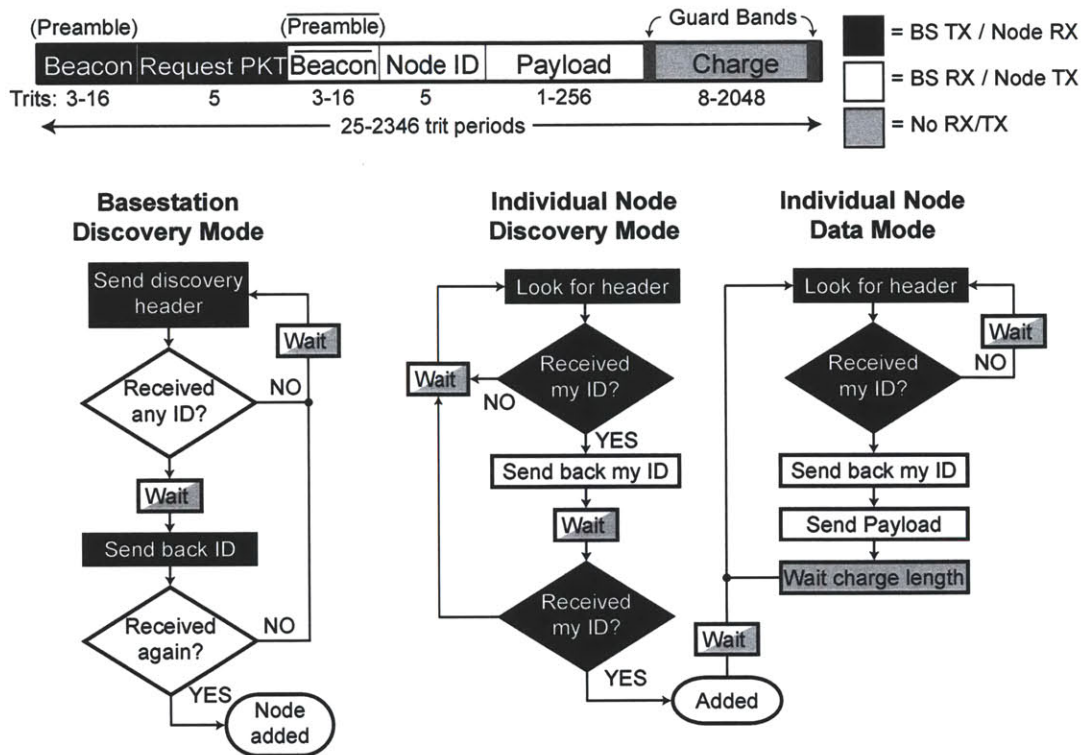 (Preamble)
(Preamble)
Guard Bands
Beacon
Request PKT
Beacon
Node ID
Payload
Charge
Trits: 3-16
5
3-16
5
1-256
8-2048
25-2346 trit periods
= BS TX / Node RX
= BS RX / Node TX
= No RX/TX
Basestation
Discovery Mode
Send discovery
header
Wait
Received
any ID?
NO
Wait
Send back ID
Received
again?
NO
YES
Node
added
Individual Node
Discovery Mode
Look for header
Received
my ID?
Wait
NO
YES
Send back my ID
Wait
Received
my ID?
YES
Added
Wait
Individual Node
Data Mode
Look for header
Wait
Received
my ID?
NO
Send back my ID
Send Payload
Wait charge length